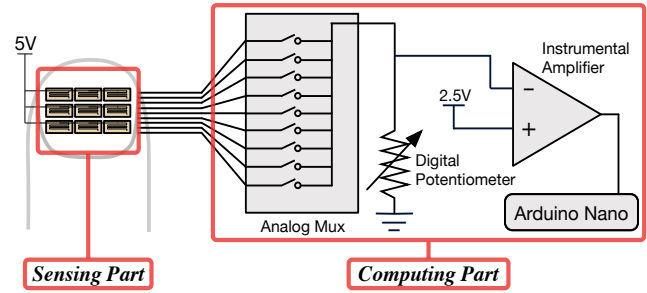 5V
Instrumental
Amplifier
2.5V
−
+
Digital
Potentiometer
Arduino Nano
Analog Mux
Sensing Part
Computing Part